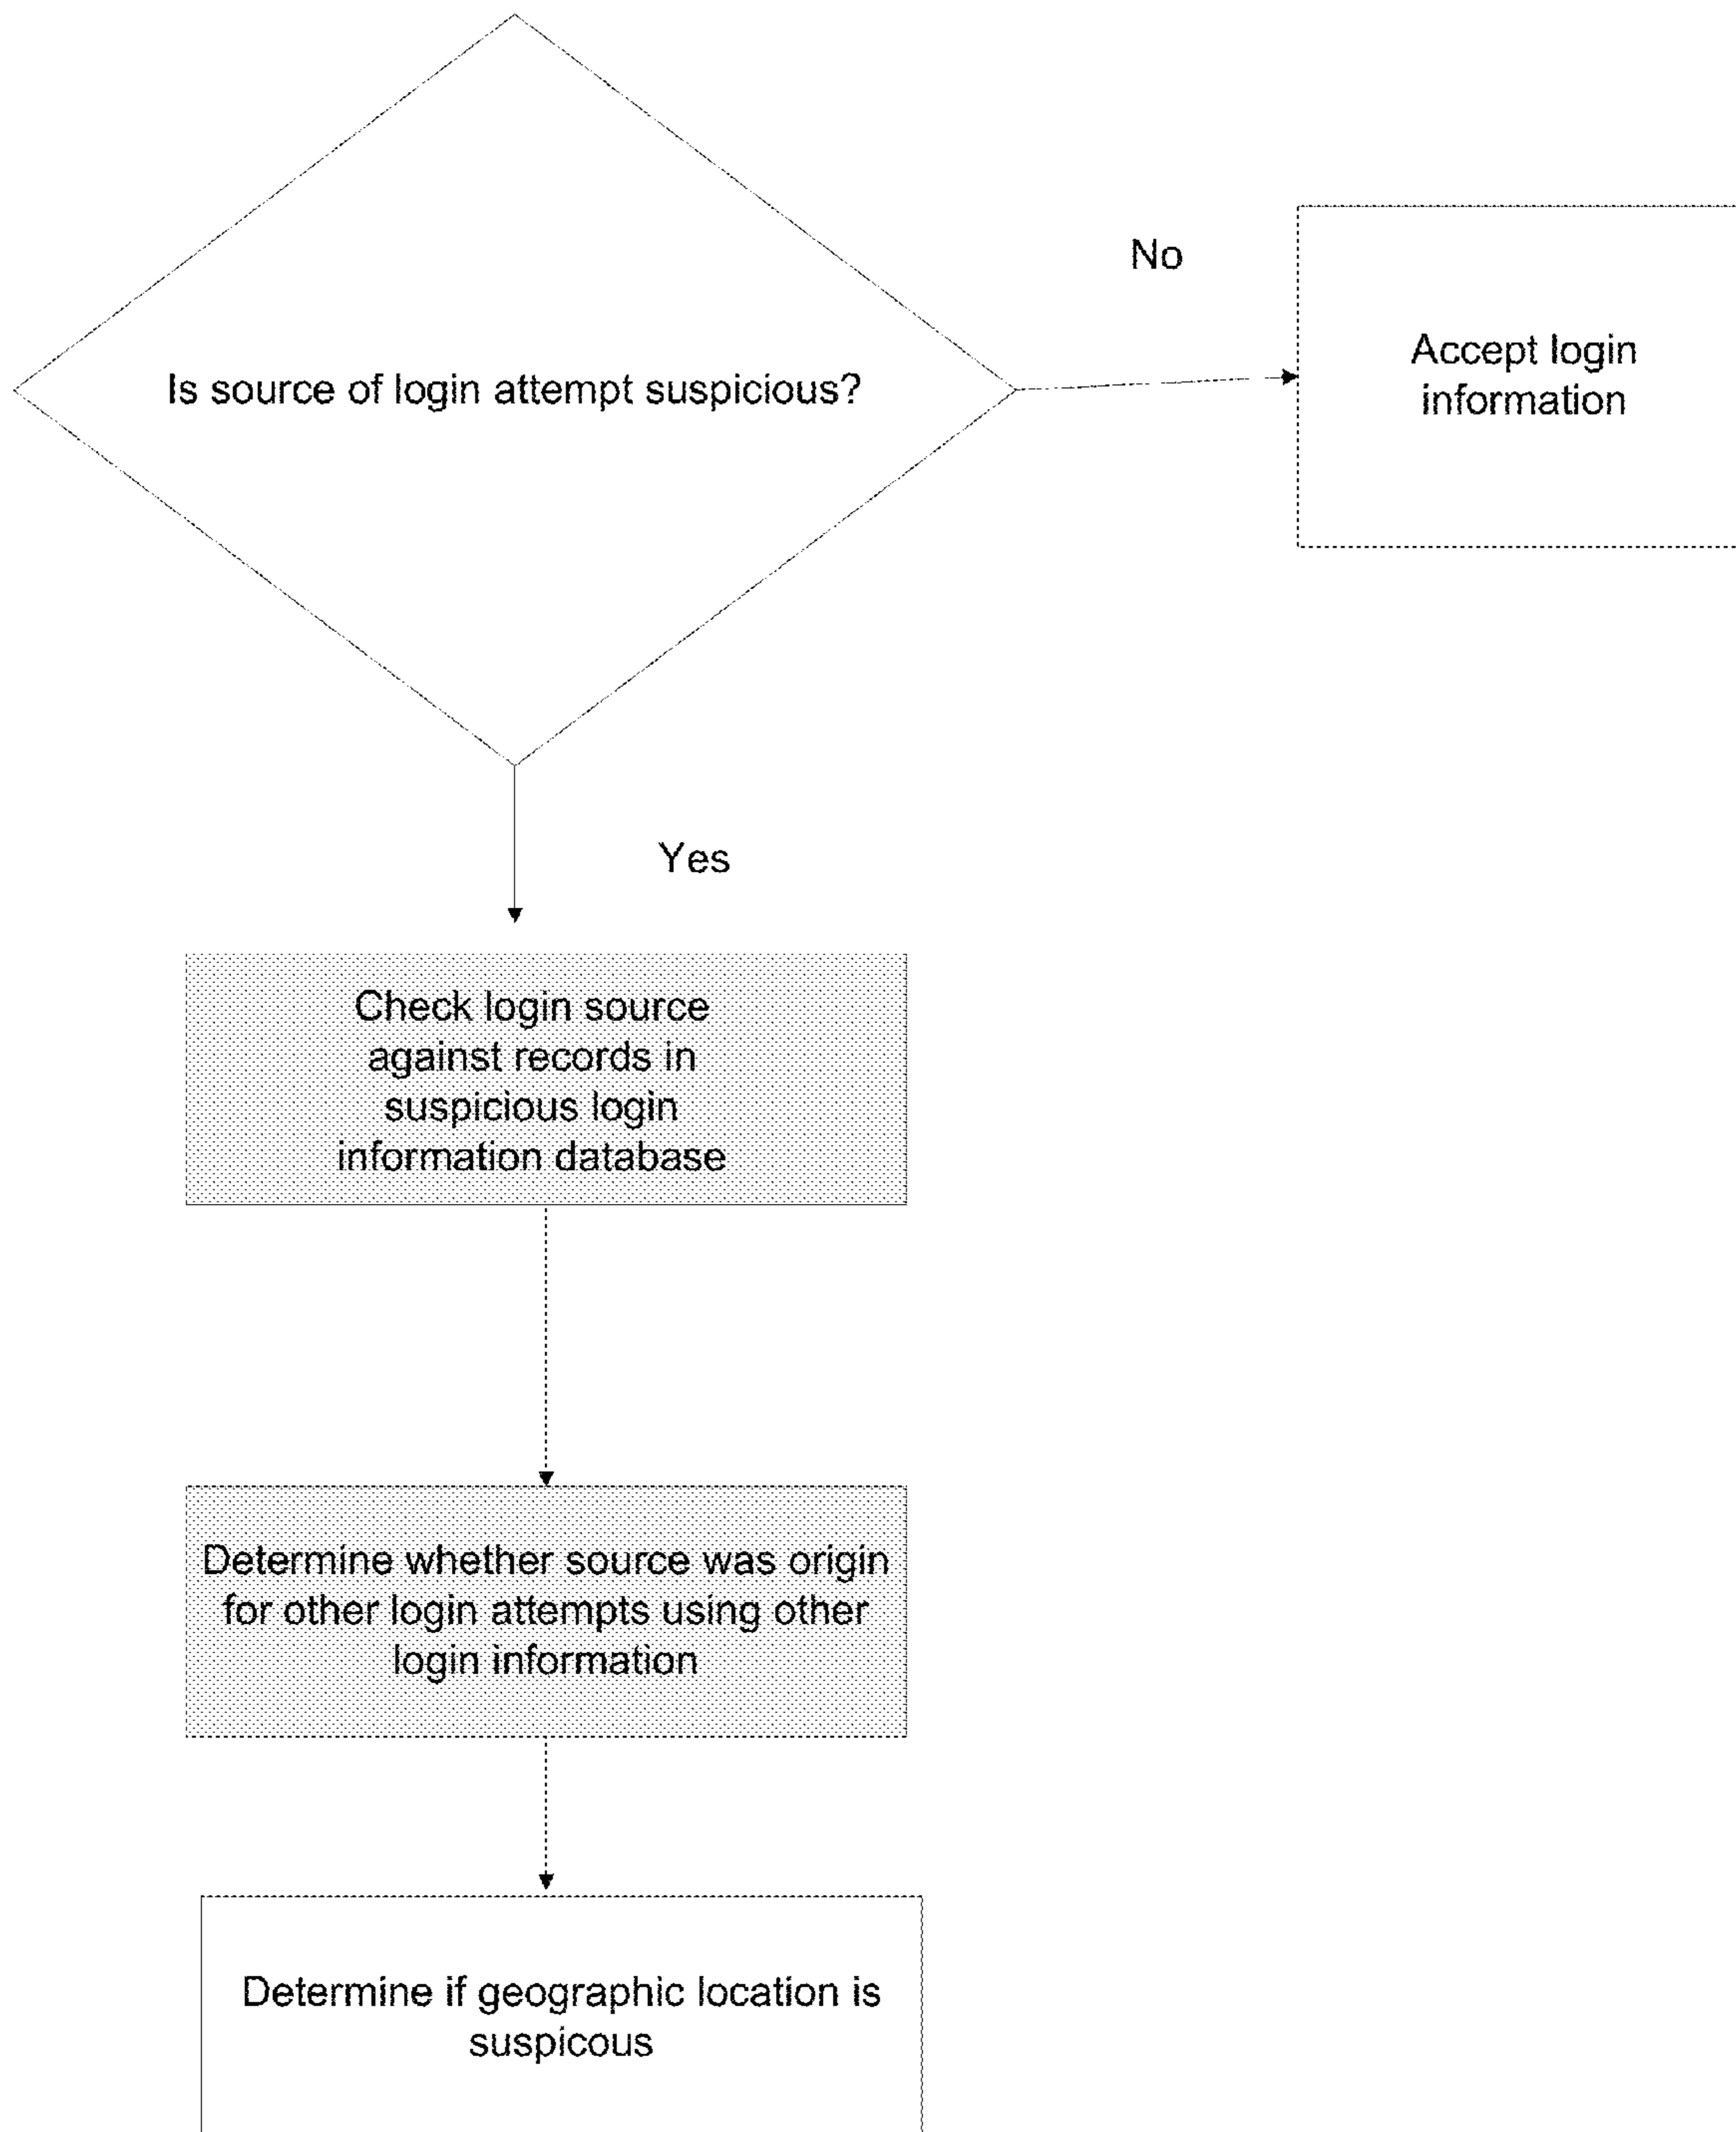 Is source of login attempt suspicious?
No
Accept login
information
Yes
Check login source
against records in
suspicious login
information database
Determine whether source was origin
for other login attempts using other
login information
Determine if geographic location is
suspicous